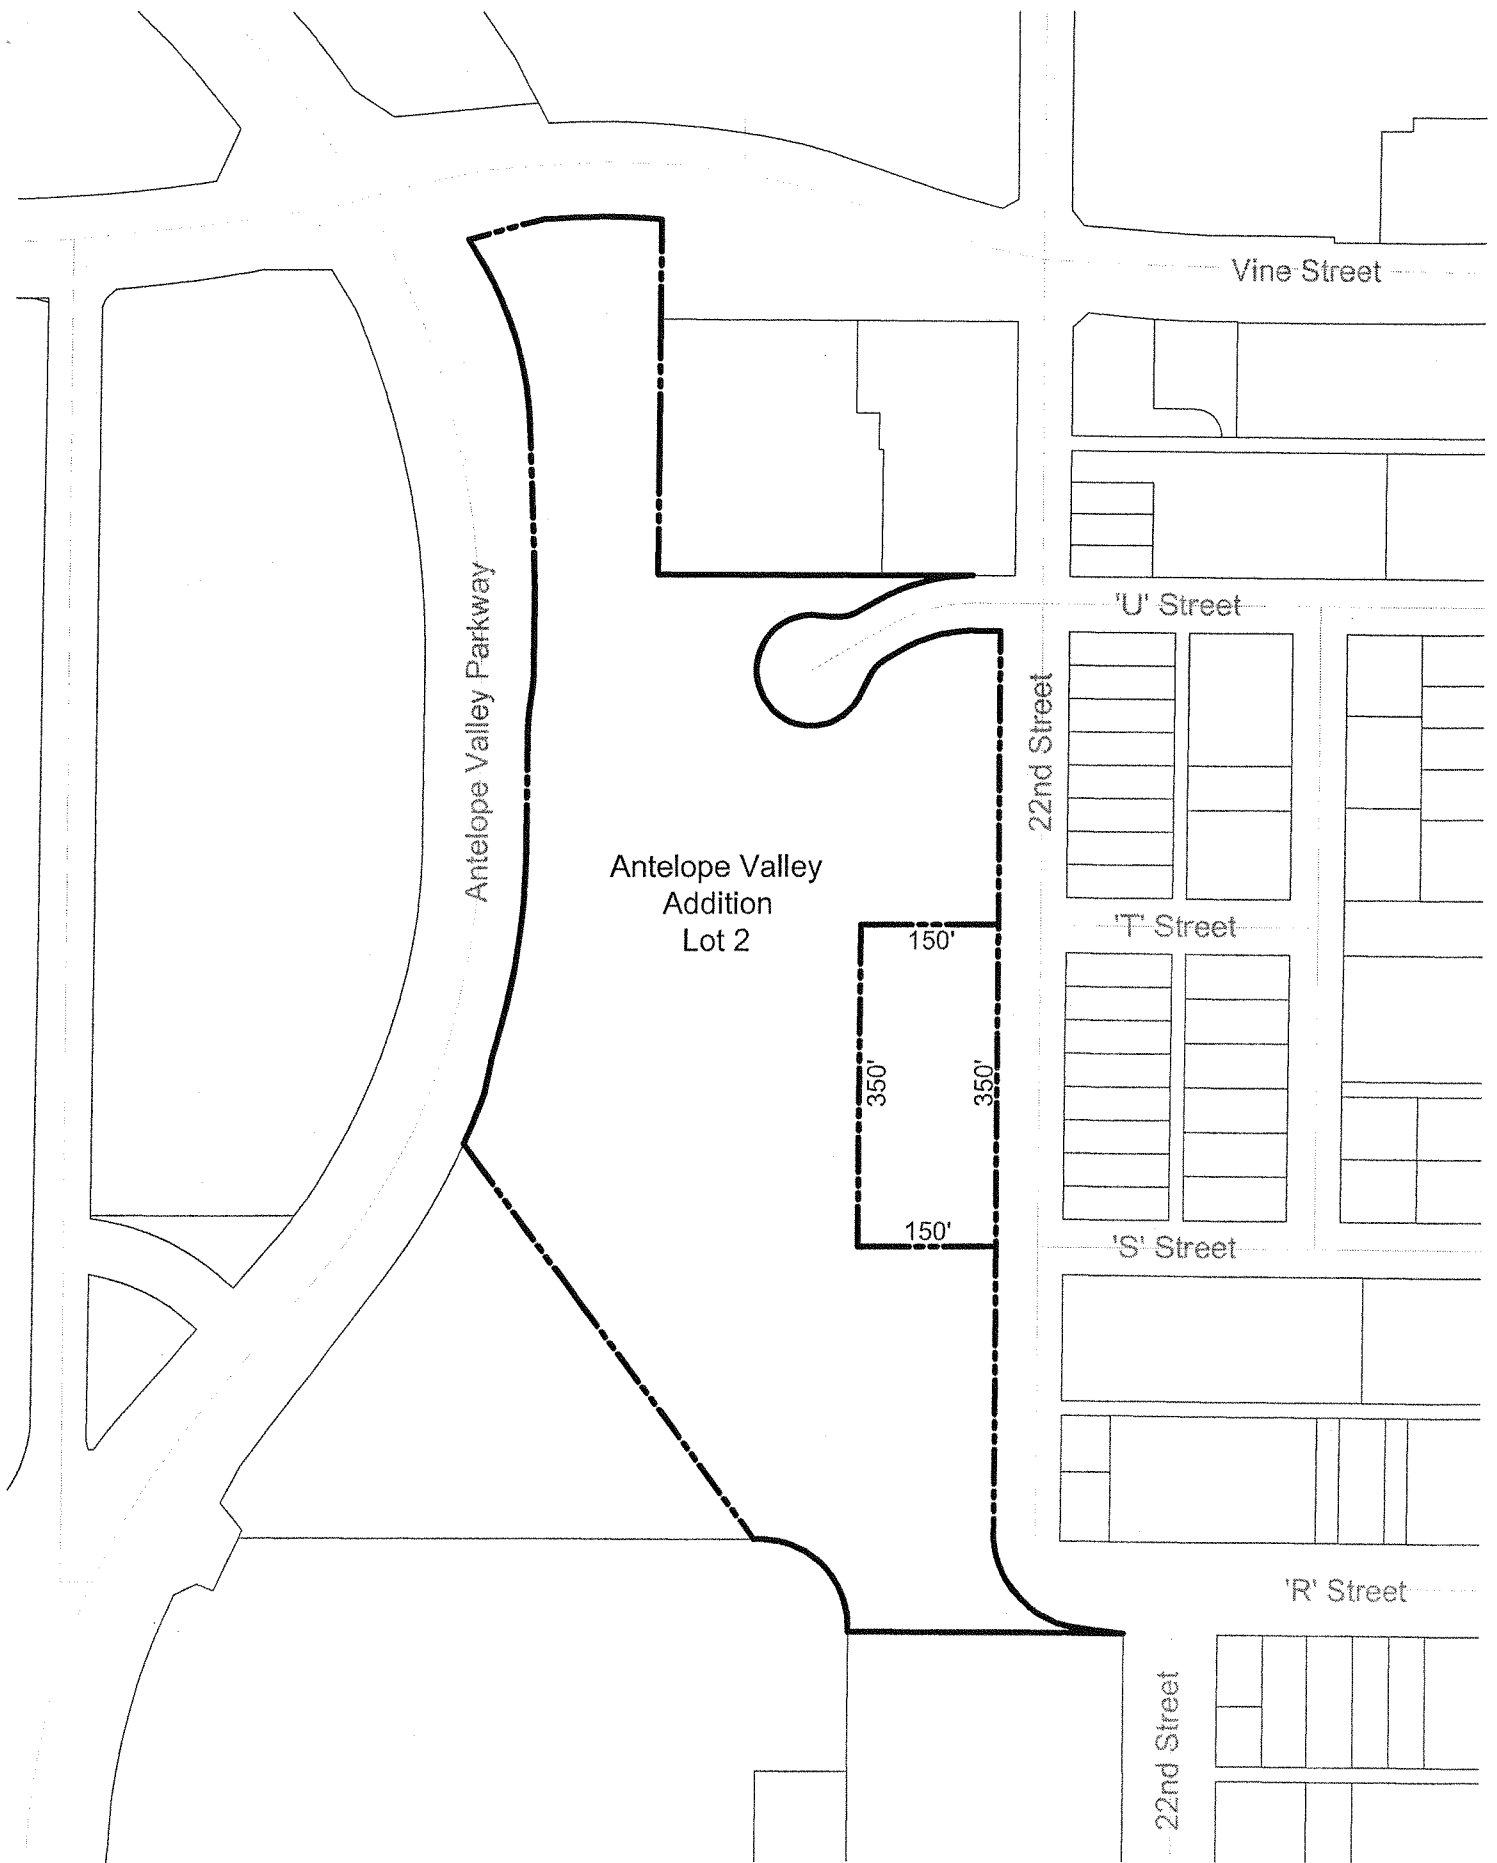 Vine Street
'U' Street
Antelope Valley Parkway
22nd Street
Antelope Valley
Addition
Lot 2
'T' Street
150'
350'
350'
150'
'S' Street
'R' Street
22nd Street